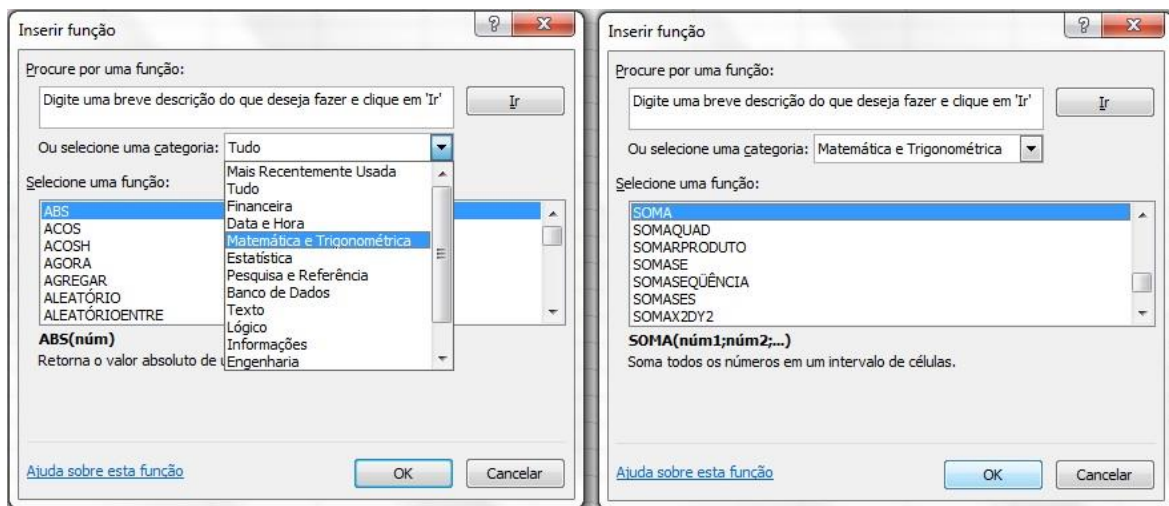 Inserir função
Procure por uma função:
Digite uma breve descrição do que deseja fazer e clique em 'Ir'
Ir
Ou selecione uma categoria: Tudo
Mais Recentemente Usada
Tudo
Financeira
Data e Hora
Matemática e Trigonométrica
Estatística
Pesquisa e Referência
Banco de Dados
Texto
Lógico
Informações
Engenharia
Selecione uma função:
ABS
ACOS
ACOSH
AGORA
AGREGAR
ALEATÓRIO
ALEATÓRIOENTRE
ABS(núm)
Retorna o valor absoluto de
Ajuda sobre esta função
OK
Cancelar
Inserir função
Procure por uma função:
Digite uma breve descrição do que deseja fazer e clique em 'Ir'
Ir
Ou selecione uma categoria: Matemática e Trigonométrica
Selecione uma função:
SOMA
SOMAQUAD
SOMARPRODUTO
SOMASE
SOMASEQÜÊNCIA
SOMASES
SOMAX2DY2
SOMA(núm1;núm2;...)
Soma todos os números em um intervalo de células.
Ajuda sobre esta função
OK
Cancelar